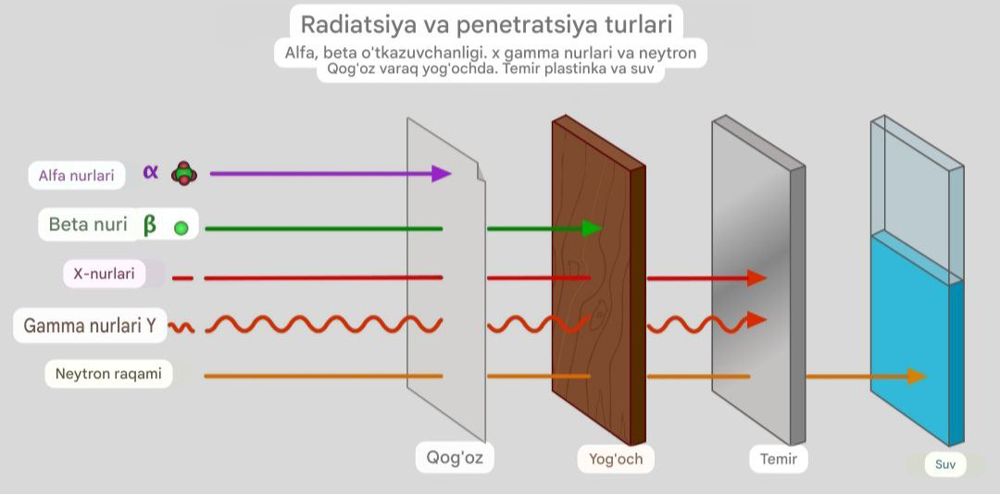 Radiatsiya va penetratsiya turlari
Alfa, beta o'tkazuvchanligi. x gamma nurlari va neytron
Qog'oz varaq yog'ochda. Temir plastinka va suv
Alfa nurlari α
Beta nuri β
X-nurlari
Gamma nurlari Y
Neytron raqami
Qog'oz
Yog'och
Temir
Suv